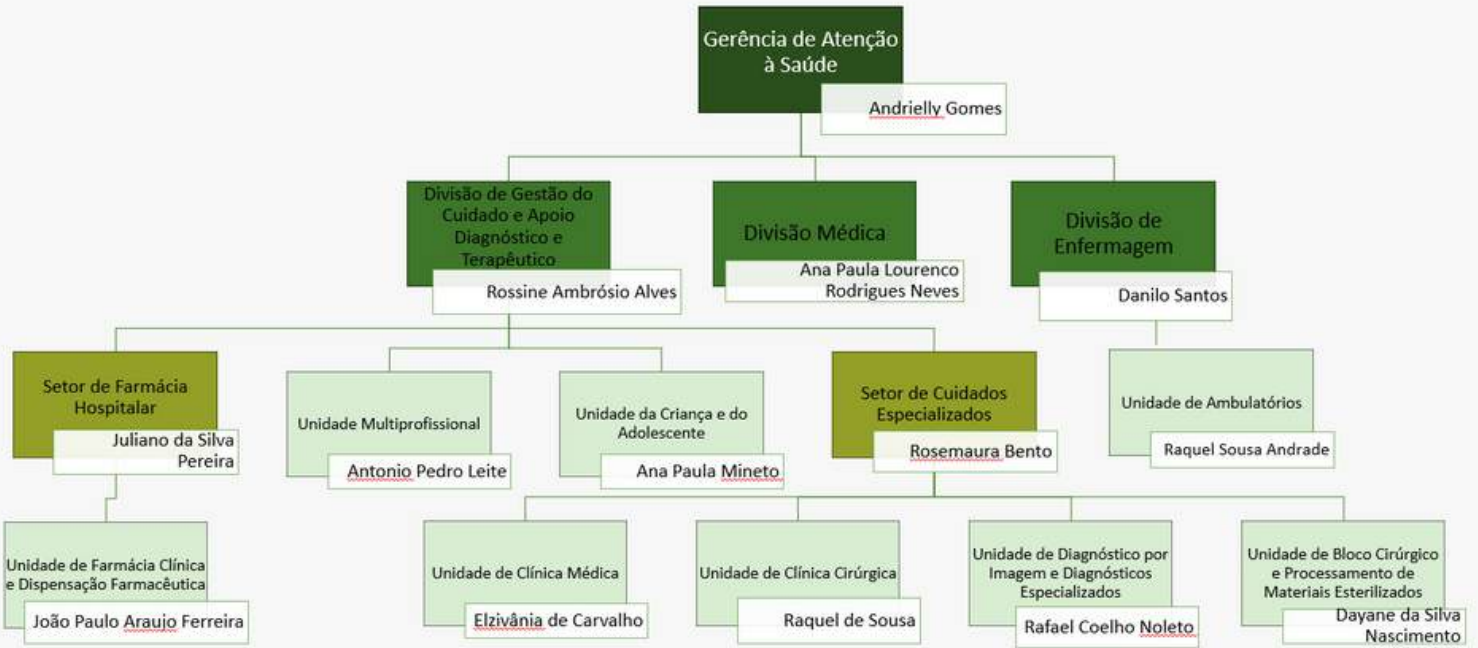 Gerência de Atenção
à Saúde
Andrielly Gomes
Divisão de Gestão do
Cuidado e Apoio
Diagnóstico e
Terapêutico
Rossine Ambrósio Alves
Divisão Médica
Ana Paula Lourenco
Rodrigues Neves
Divisão de
Enfermagem
Danilo Santos
Setor de Farmácia
Hospitalar
Juliano da Silva
Pereira
Unidade Multiprofissional
Antonio Pedro Leite
Unidade da Criança e do
Adolescente
Ana Paula Mineto
Setor de Cuidados
Especializados
Rosemaura Bento
Unidade de Ambulatórios
Raquel Sousa Andrade
Unidade de Farmácia Clínica
e Dispensação Farmacêutica
João Paulo Araujo Ferreira
Unidade de Clínica Médica
Elzivânia de Carvalho
Unidade de Clínica Cirúrgica
Raquel de Sousa
Unidade de Diagnóstico por
Imagem e Diagnósticos
Especializados
Rafael Coelho Noleto
Unidade de Bloco Cirúrgico
e Processamento de
Materiais Esterilizados
Dayane da Silva
Nascimento